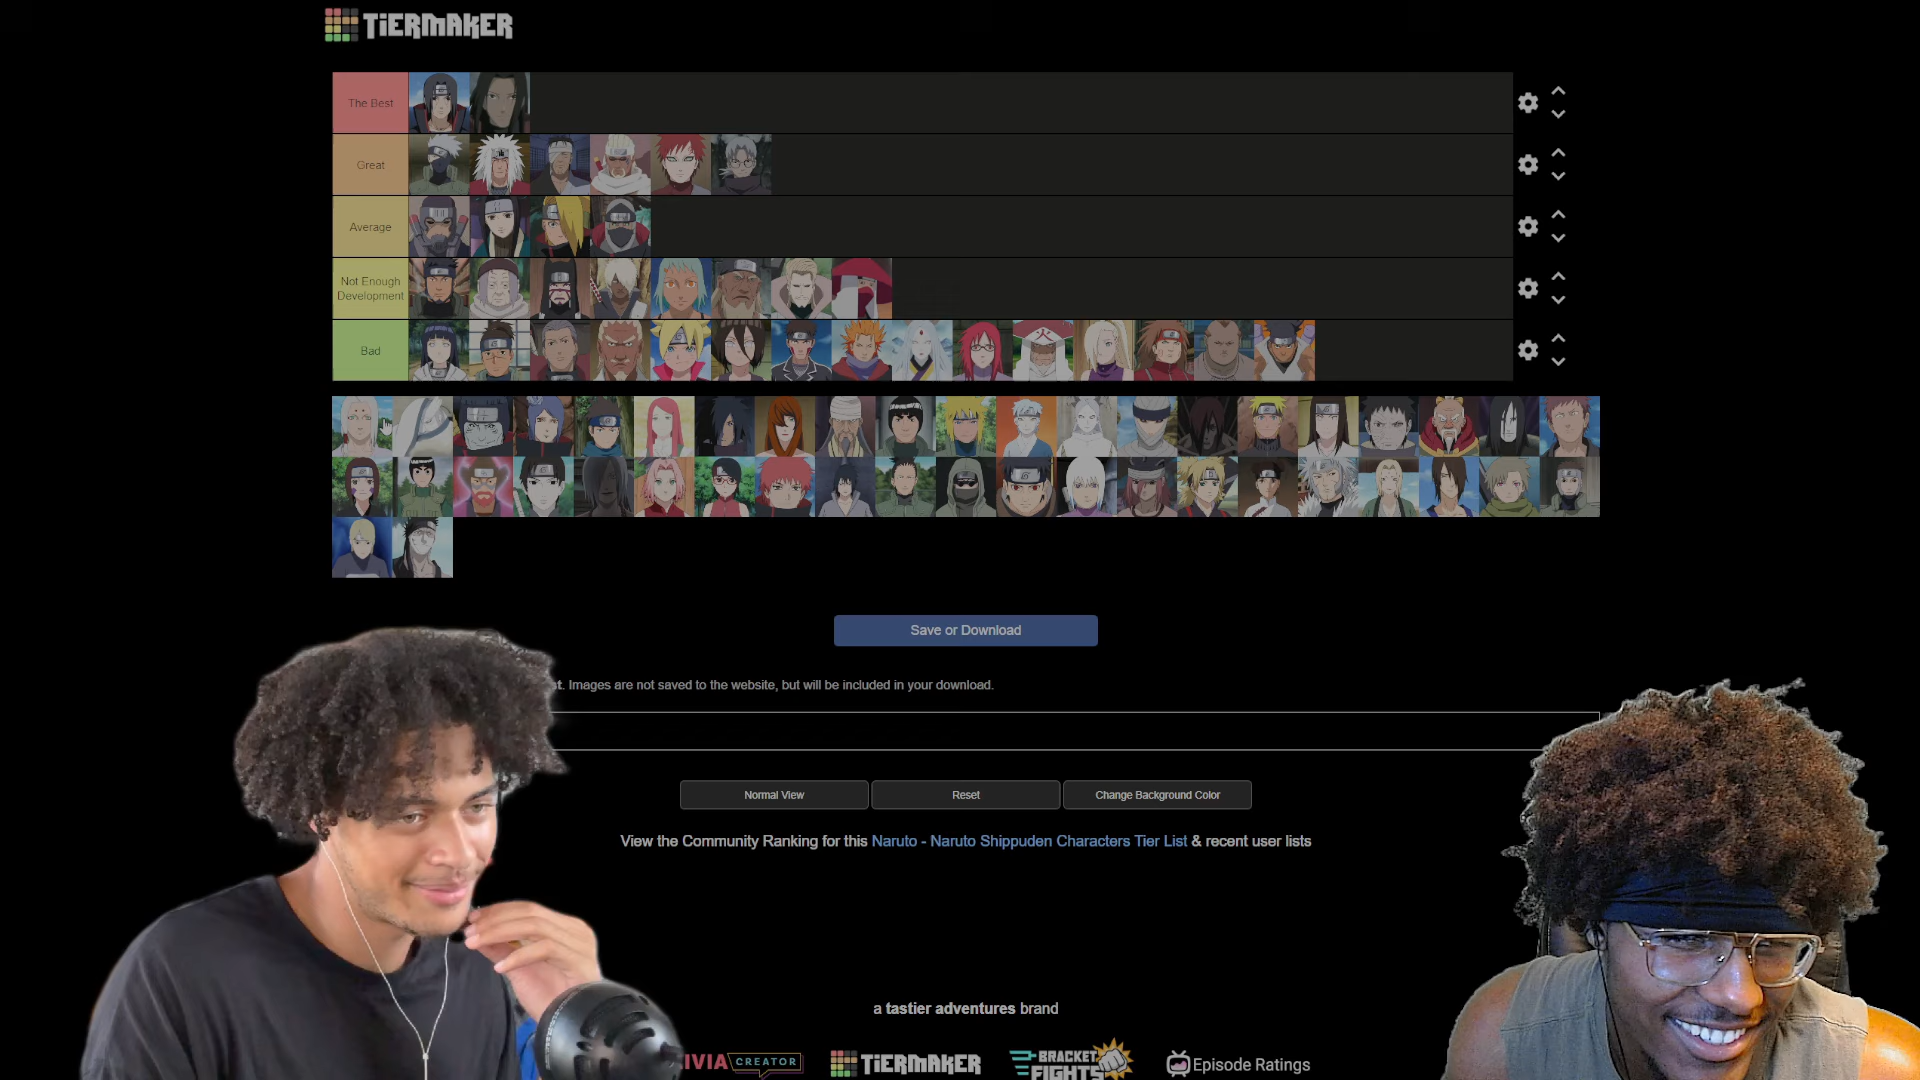 TiERMAKER
The Best
Great
Average
Not Enough
Development
Bad
Save or Download
st. Images are not saved to the website, but will be included in your download.
Normal View
Reset
Change Background Color
View the Community Ranking for this Naruto - Naruto Shippuden Characters Tier List & recent user lists
a tastier adventures brand
IVIA CREATOR
TiERMAKER
BRACKET
FIGHTS
Episode Ratings